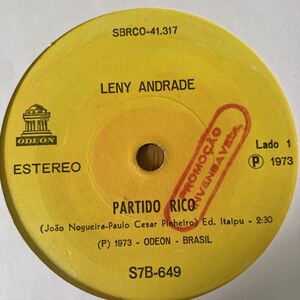 SBRCO-41.317
LENY ANDRADE
ODEON
ESTEREO
PROMOÇÃO
INVENDÁVEL
Lado 1
Ⓟ 1973
PARTIDO RICO
(João Nogueira-Paulo Cesar Pinheiro) Ed. Itaipu - 2:30
(P) 1973 - ODEON - BRASIL
S7B-649